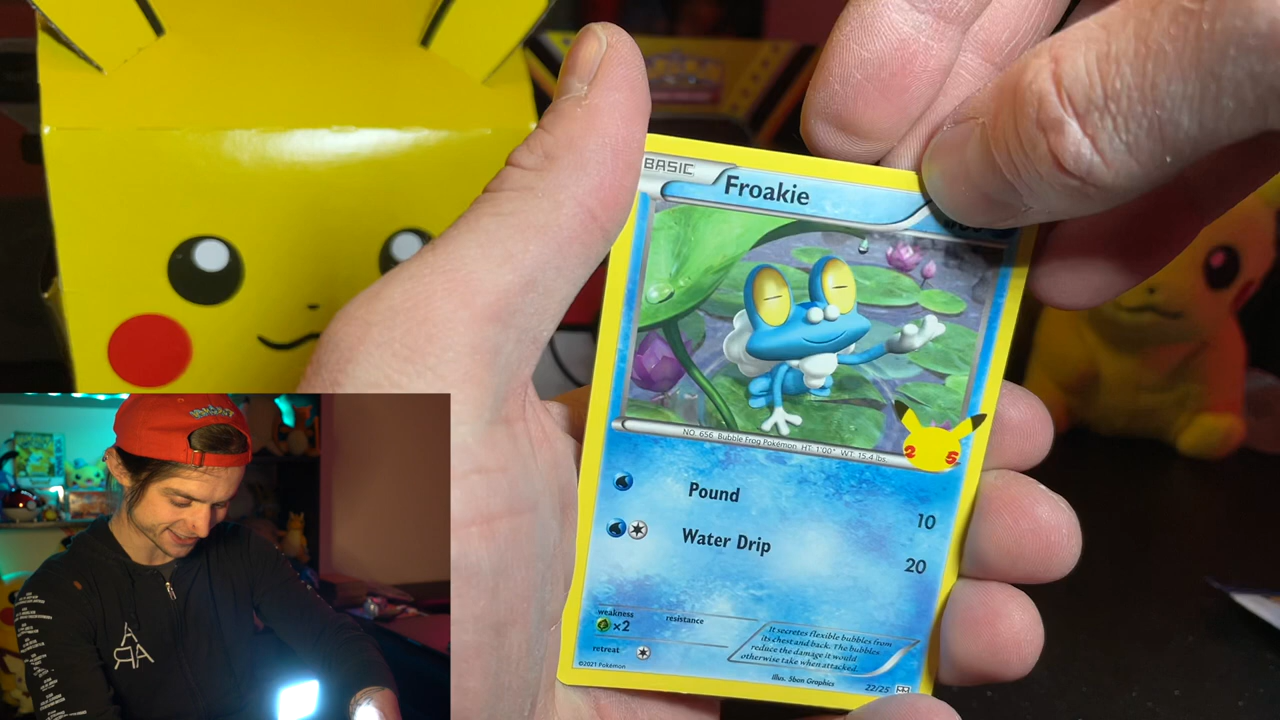 BASIC
Froakie
NO. 656 Bubble Frog Pokémon HT: 1'00" WT: 15.4 lbs.
25
Pound 10
Water Drip 20
weakness
×2
resistance
retreat
It secretes flexible bubbles from
its chest and back. The bubbles
reduce the damage it would
otherwise take when attacked.
©2021 Pokémon
Illus. 5ban Graphics
22/25